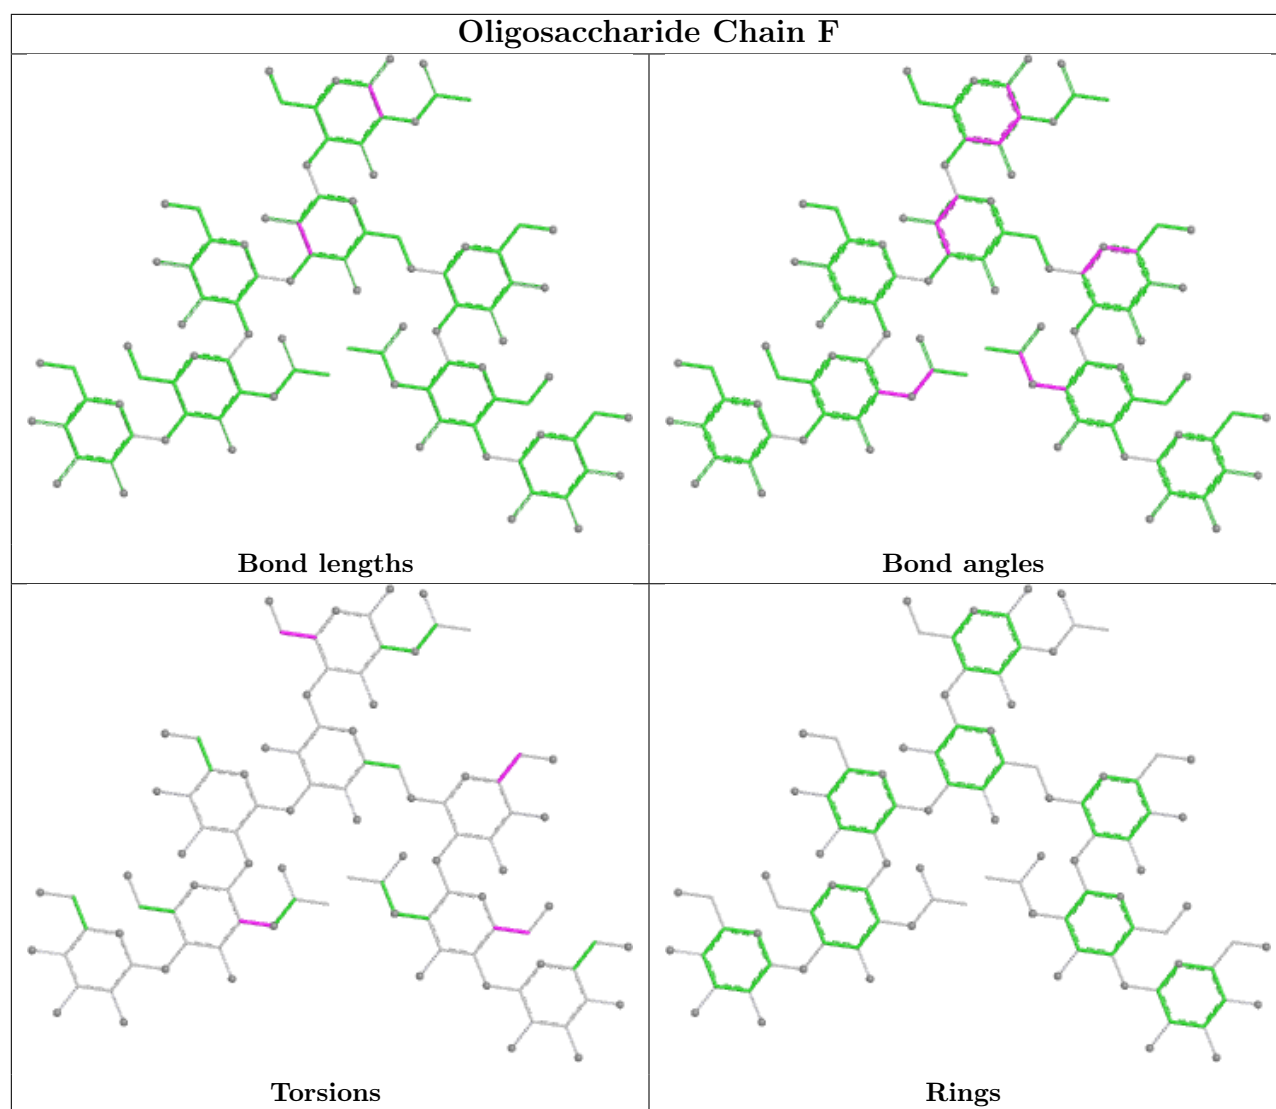 Oligosaccharide Chain F
Bond lengths
Bond angles
Torsions
Rings